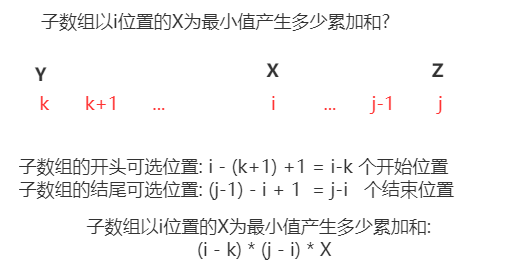 子数组以i位置的X为最小值产生多少累加和?
Y X Z
k k+1 ... i ... j-1 j
子数组的开头可选位置: i - (k+1) +1 = i-k 个开始位置
子数组的结尾可选位置: (j-1) - i + 1 = j-i 个结束位置
子数组以i位置的X为最小值产生多少累加和:
(i - k) * (j - i) * X